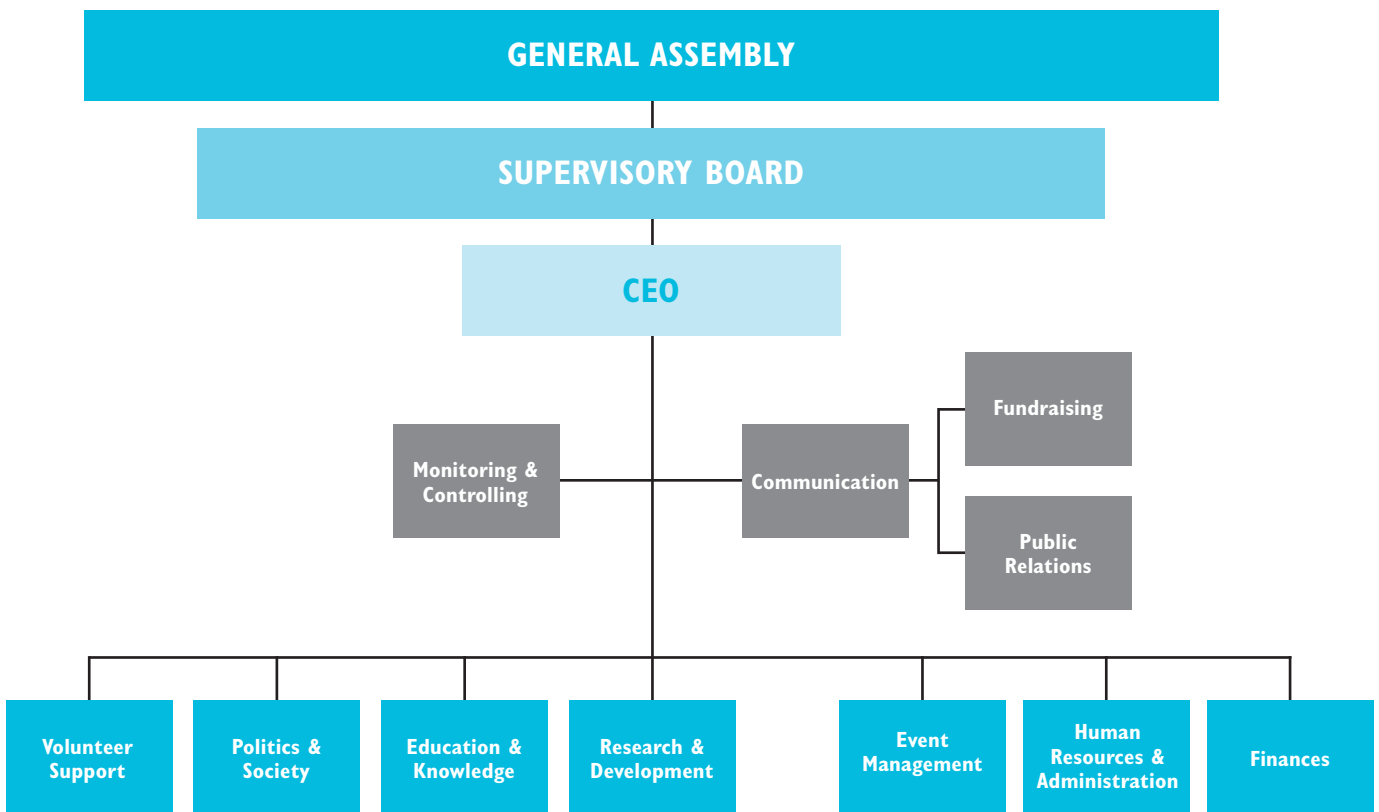 GENERAL ASSEMBLY
SUPERVISORY BOARD
CEO
Fundraising
Monitoring &
Controlling
Communication
Public
Relations
Volunteer
Support
Politics &
Society
Education &
Knowledge
Research &
Development
Event
Management
Human
Resources &
Administration
Finances